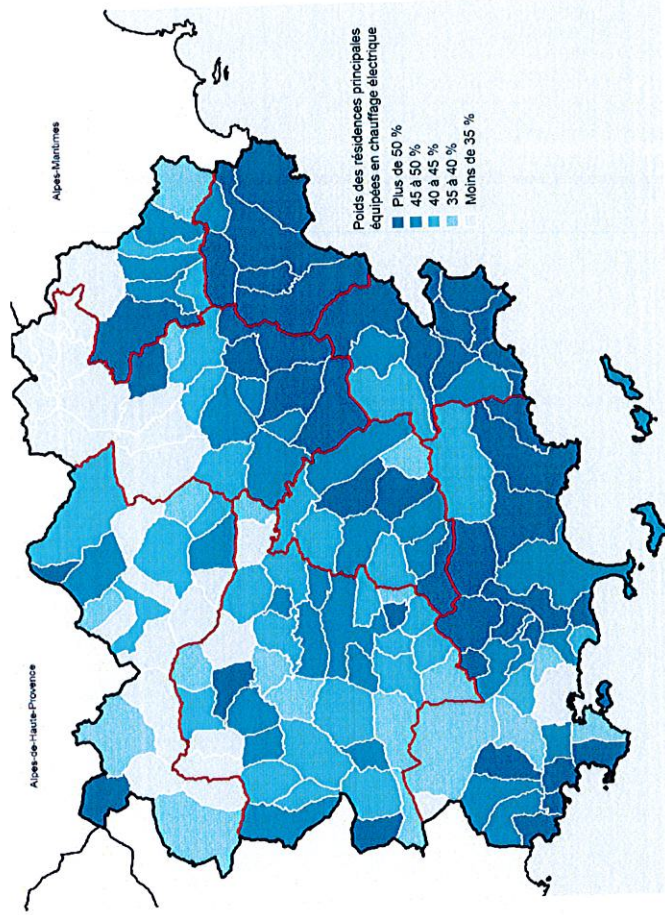 Alpes-de-Haute-Provence
Alpes-Maritimes
Poids des résidences principales
équipées en chauffage électrique
Plus de 50 %
45 à 50 %
40 à 45 %
35 à 40 %
Moins de 35 %